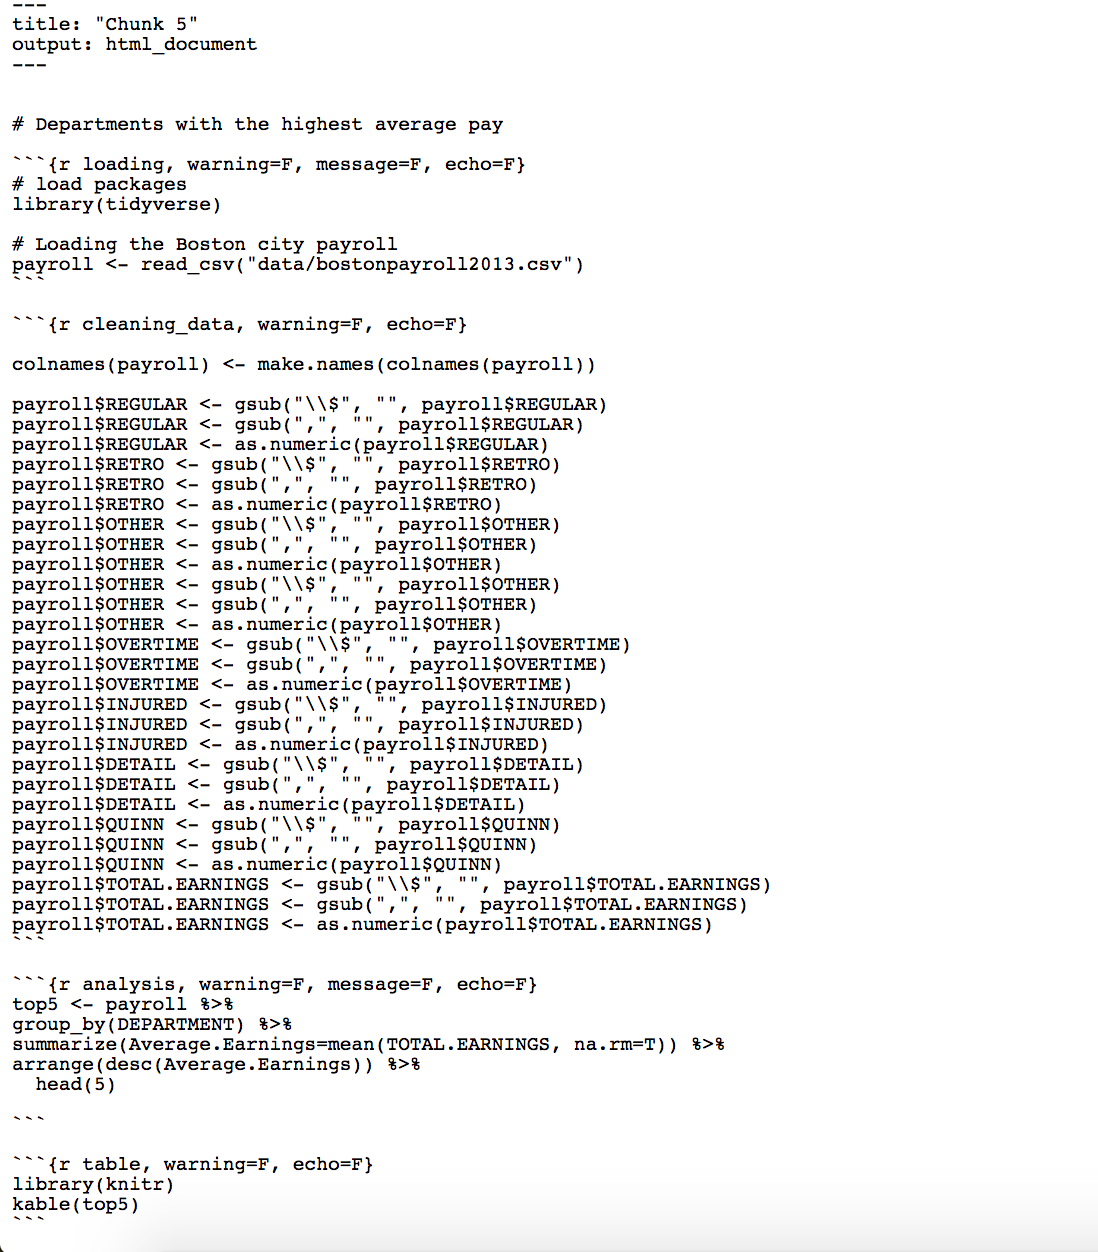 ---
title: "Chunk 5"
output: html_document
---
# Departments with the highest average pay
```{r loading, warning=F, message=F, echo=F}
# load packages
library(tidyverse)
# Loading the Boston city payroll
payroll <- read_csv("data/bostonpayroll2013.csv")
```
```{r cleaning_data, warning=F, echo=F}
colnames(payroll) <- make.names(colnames(payroll))
payroll$REGULAR <- gsub("\\$", "", payroll$REGULAR)
payroll$REGULAR <- gsub(",", "", payroll$REGULAR)
payroll$REGULAR <- as.numeric(payroll$REGULAR)
payroll$RETRO <- gsub("\\$", "", payroll$RETRO)
payroll$RETRO <- gsub(",", "", payroll$RETRO)
payroll$RETRO <- as.numeric(payroll$RETRO)
payroll$OTHER <- gsub("\\$", "", payroll$OTHER)
payroll$OTHER <- gsub(",", "", payroll$OTHER)
payroll$OTHER <- as.numeric(payroll$OTHER)
payroll$OTHER <- gsub("\\$", "", payroll$OTHER)
payroll$OTHER <- gsub(",", "", payroll$OTHER)
payroll$OTHER <- as.numeric(payroll$OTHER)
payroll$OVERTIME <- gsub("\\$", "", payroll$OVERTIME)
payroll$OVERTIME <- gsub(",", "", payroll$OVERTIME)
payroll$OVERTIME <- as.numeric(payroll$OVERTIME)
payroll$INJURED <- gsub("\\$", "", payroll$INJURED)
payroll$INJURED <- gsub(",", "", payroll$INJURED)
payroll$INJURED <- as.numeric(payroll$INJURED)
payroll$DETAIL <- gsub("\\$", "", payroll$DETAIL)
payroll$DETAIL <- gsub(",", "", payroll$DETAIL)
payroll$DETAIL <- as.numeric(payroll$DETAIL)
payroll$QUINN <- gsub("\\$", "", payroll$QUINN)
payroll$QUINN <- gsub(",", "", payroll$QUINN)
payroll$QUINN <- as.numeric(payroll$QUINN)
payroll$TOTAL.EARNINGS <- gsub("\\$", "", payroll$TOTAL.EARNINGS)
payroll$TOTAL.EARNINGS <- gsub(",", "", payroll$TOTAL.EARNINGS)
payroll$TOTAL.EARNINGS <- as.numeric(payroll$TOTAL.EARNINGS)
```
```{r analysis, warning=F, message=F, echo=F}
top5 <- payroll %>%
group_by(DEPARTMENT) %>%
summarize(Average.Earnings=mean(TOTAL.EARNINGS, na.rm=T)) %>%
arrange(desc(Average.Earnings)) %>%
  head(5)
```
```{r table, warning=F, echo=F}
library(knitr)
kable(top5)
```